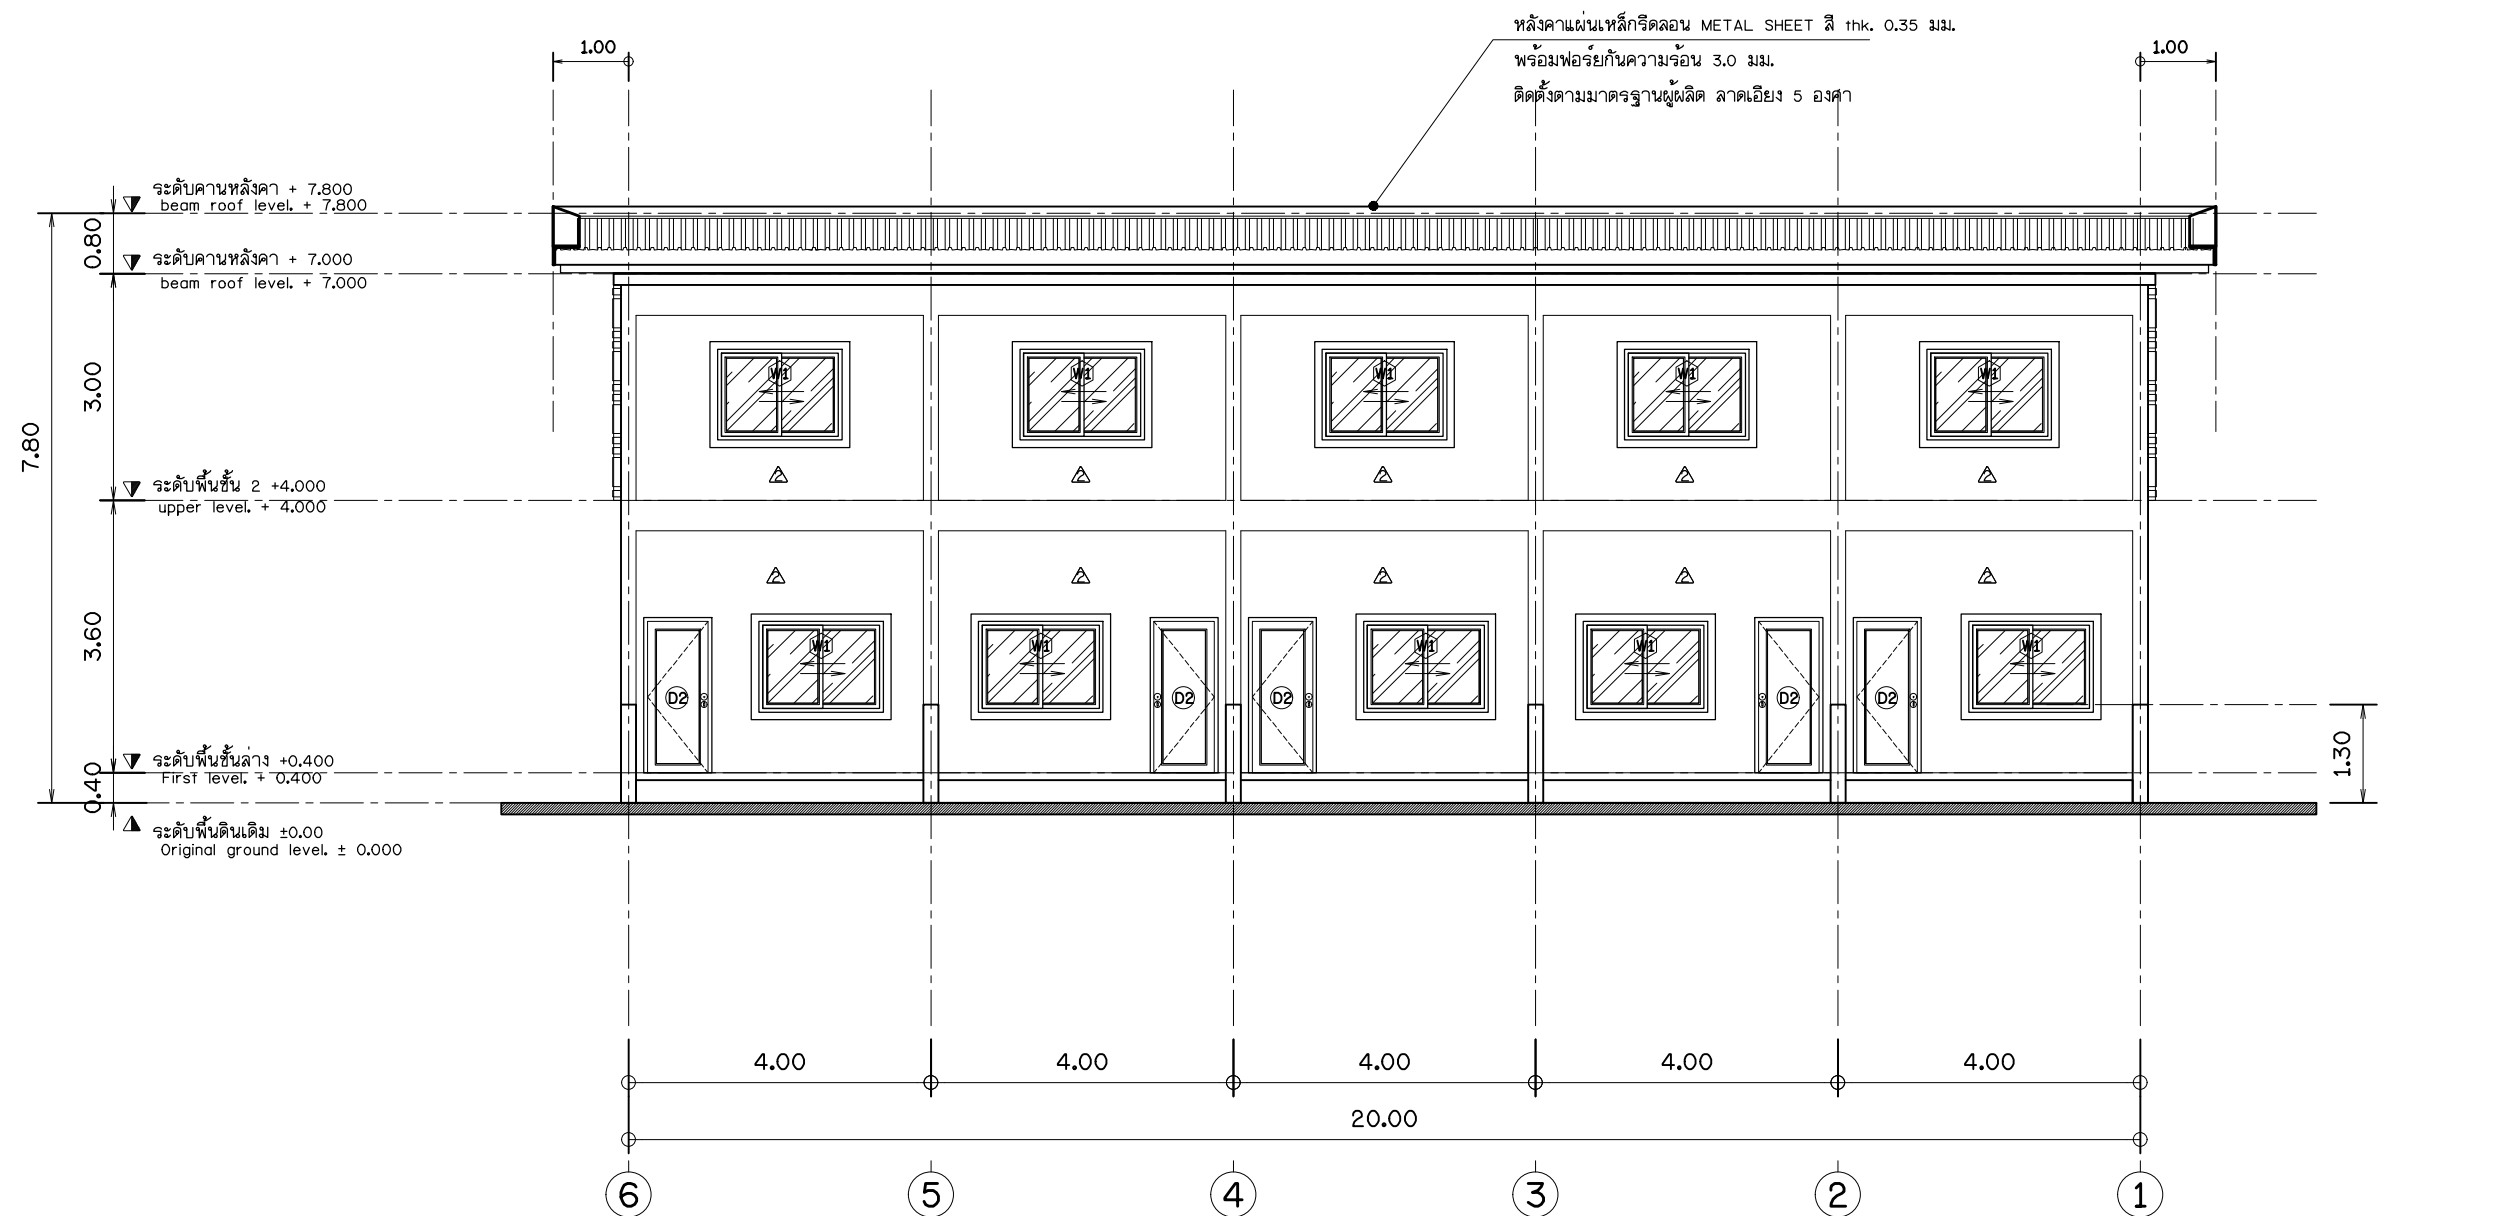 หลังคาแผ่นเหล็กรีดลอน METAL SHEET สี thk. 0.35 มม.
พร้อมฟอร์ยกันความร้อน 3.0 มม.
ติดตั้งตามมาตรฐานผู้ผลิต ลาดเอียง 5 องศา
1.00
1.00
ระดับคานหลังคา + 7.800
beam roof level. + 7.800
0.80
ระดับคานหลังคา + 7.000
beam roof level. + 7.000
3.00
7.80
W1 W1 W1 W1 W1
2 2 2 2 2
ระดับพื้นชั้น 2 +4.000
upper level. + 4.000
2 2 2 2 2
3.60
W1 W1 W1 W1 W1
D2 D2 D2 D2 D2
1.30
ระดับพื้นชั้นล่าง +0.400
First level. + 0.400
0.40
ระดับพื้นดินเดิม ±0.00
Original ground level. ± 0.000
4.00 4.00 4.00 4.00 4.00
20.00
6 5 4 3 2 1